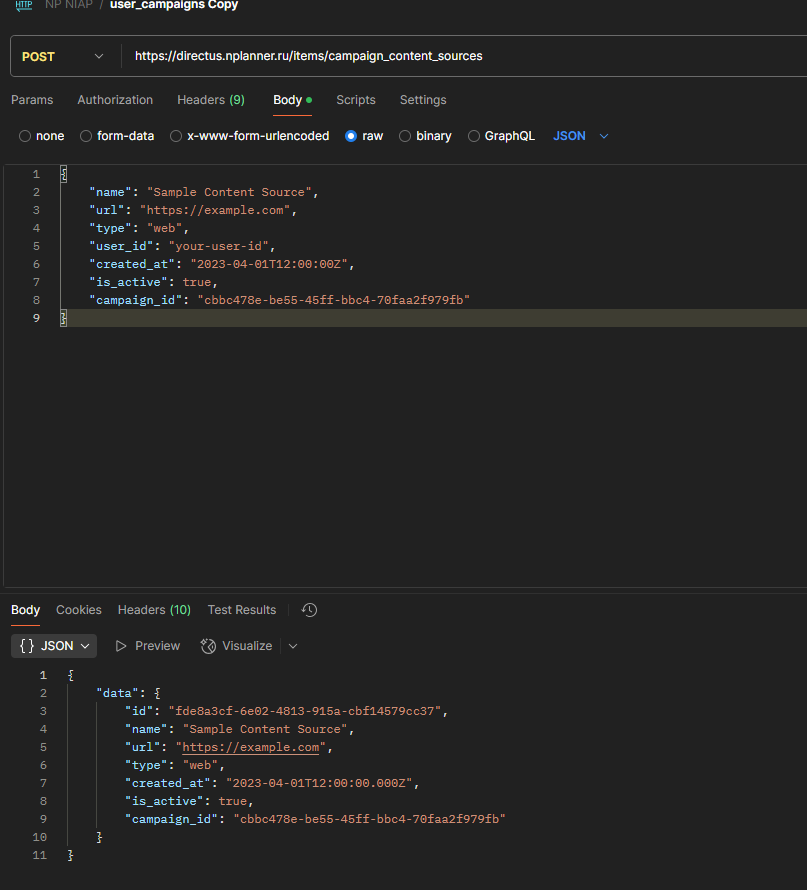 HTTP NP NIAP / user_campaigns Copy
POST https://directus.nplanner.ru/items/campaign_content_sources
Params Authorization Headers (9) Body Scripts Settings
none form-data x-www-form-urlencoded raw binary GraphQL JSON
1 {
2 "name": "Sample Content Source",
3 "url": "https://example.com",
4 "type": "web",
5 "user_id": "your-user-id",
6 "created_at": "2023-04-01T12:00:00Z",
7 "is_active": true,
8 "campaign_id": "cbbc478e-be55-45ff-bbc4-70faa2f979fb"
9 }
Body Cookies Headers (10) Test Results
{} JSON Preview Visualize
1 {
2 "data": {
3 "id": "fde8a3cf-6e02-4813-915a-cbf14579cc37",
4 "name": "Sample Content Source",
5 "url": "https://example.com",
6 "type": "web",
7 "created_at": "2023-04-01T12:00:00.000Z",
8 "is_active": true,
9 "campaign_id": "cbbc478e-be55-45ff-bbc4-70faa2f979fb"
10 }
11 }